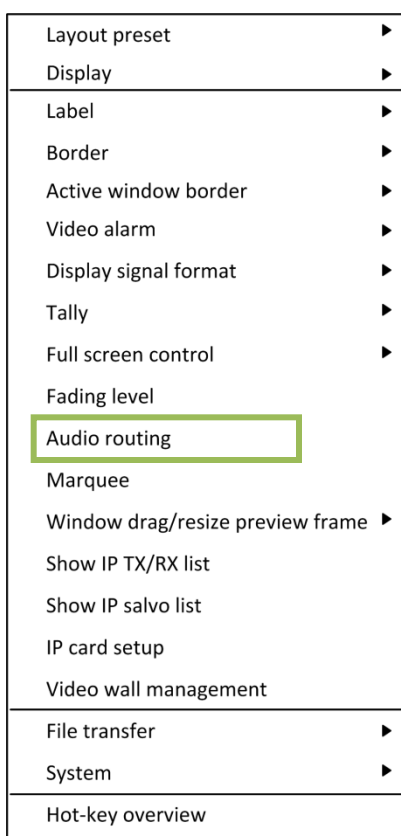 Layout preset
Display
Label
Border
Active window border
Video alarm
Display signal format
Tally
Full screen control
Fading level
Audio routing
Marquee
Window drag/resize preview frame
Show IP TX/RX list
Show IP salvo list
IP card setup
Video wall management
File transfer
System
Hot-key overview